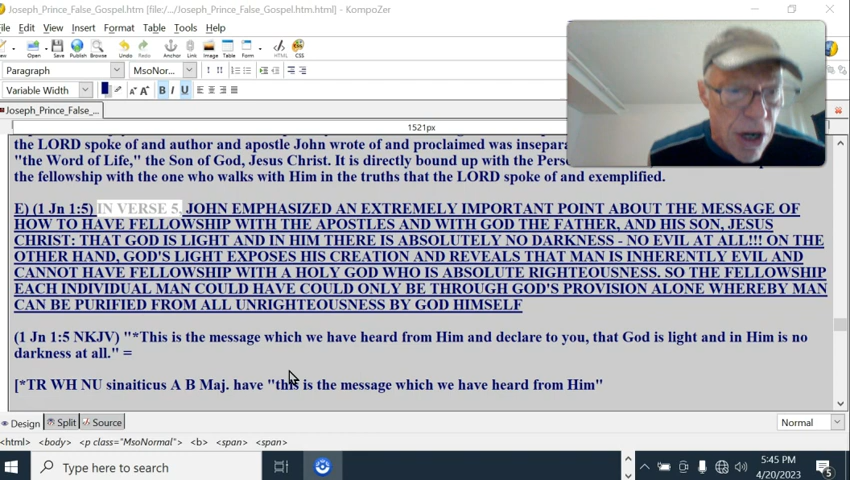 Joseph_Prince_False_Gospel.htm [file:/.../Joseph_Prince_False_Gospel.htm.html] - KompoZer
File Edit View Insert Format Table Tools Help
New Open Save Publish Browse Undo Redo Anchor Link Image Table Form HTML CSS
Paragraph MsoNor...
Variable Width B I U
Joseph_Prince_False_...
1521px
the LORD spoke of and author and apostle John wrote of and proclaimed was insepara
"the Word of Life," the Son of God, Jesus Christ. It is directly bound up with the Pers
the fellowship with the one who walks with Him in the truths that the LORD spoke of and exemplified.
E) (1 Jn 1:5) IN VERSE 5, JOHN EMPHASIZED AN EXTREMELY IMPORTANT POINT ABOUT THE MESSAGE OF
HOW TO HAVE FELLOWSHIP WITH THE APOSTLES AND WITH GOD THE FATHER, AND HIS SON, JESUS
CHRIST: THAT GOD IS LIGHT AND IN HIM THERE IS ABSOLUTELY NO DARKNESS - NO EVIL AT ALL!!! ON THE
OTHER HAND, GOD'S LIGHT EXPOSES HIS CREATION AND REVEALS THAT MAN IS INHERENTLY EVIL AND
CANNOT HAVE FELLOWSHIP WITH A HOLY GOD WHO IS ABSOLUTE RIGHTEOUSNESS. SO THE FELLOWSHIP
EACH INDIVIDUAL MAN COULD HAVE COULD ONLY BE THROUGH GOD'S PROVISION ALONE WHEREBY MAN
CAN BE PURIFIED FROM ALL UNRIGHTEOUSNESS BY GOD HIMSELF
(1 Jn 1:5 NKJV) "*This is the message which we have heard from Him and declare to you, that God is light and in Him is no
darkness at all." =
[*TR WH NU sinaiticus A B Maj. have "this is the message which we have heard from Him"
Design Split Source Normal
<html> <body> <p class="MsoNormal"> <b> <span> <span>
Type here to search
5:45 PM
4/20/2023
5